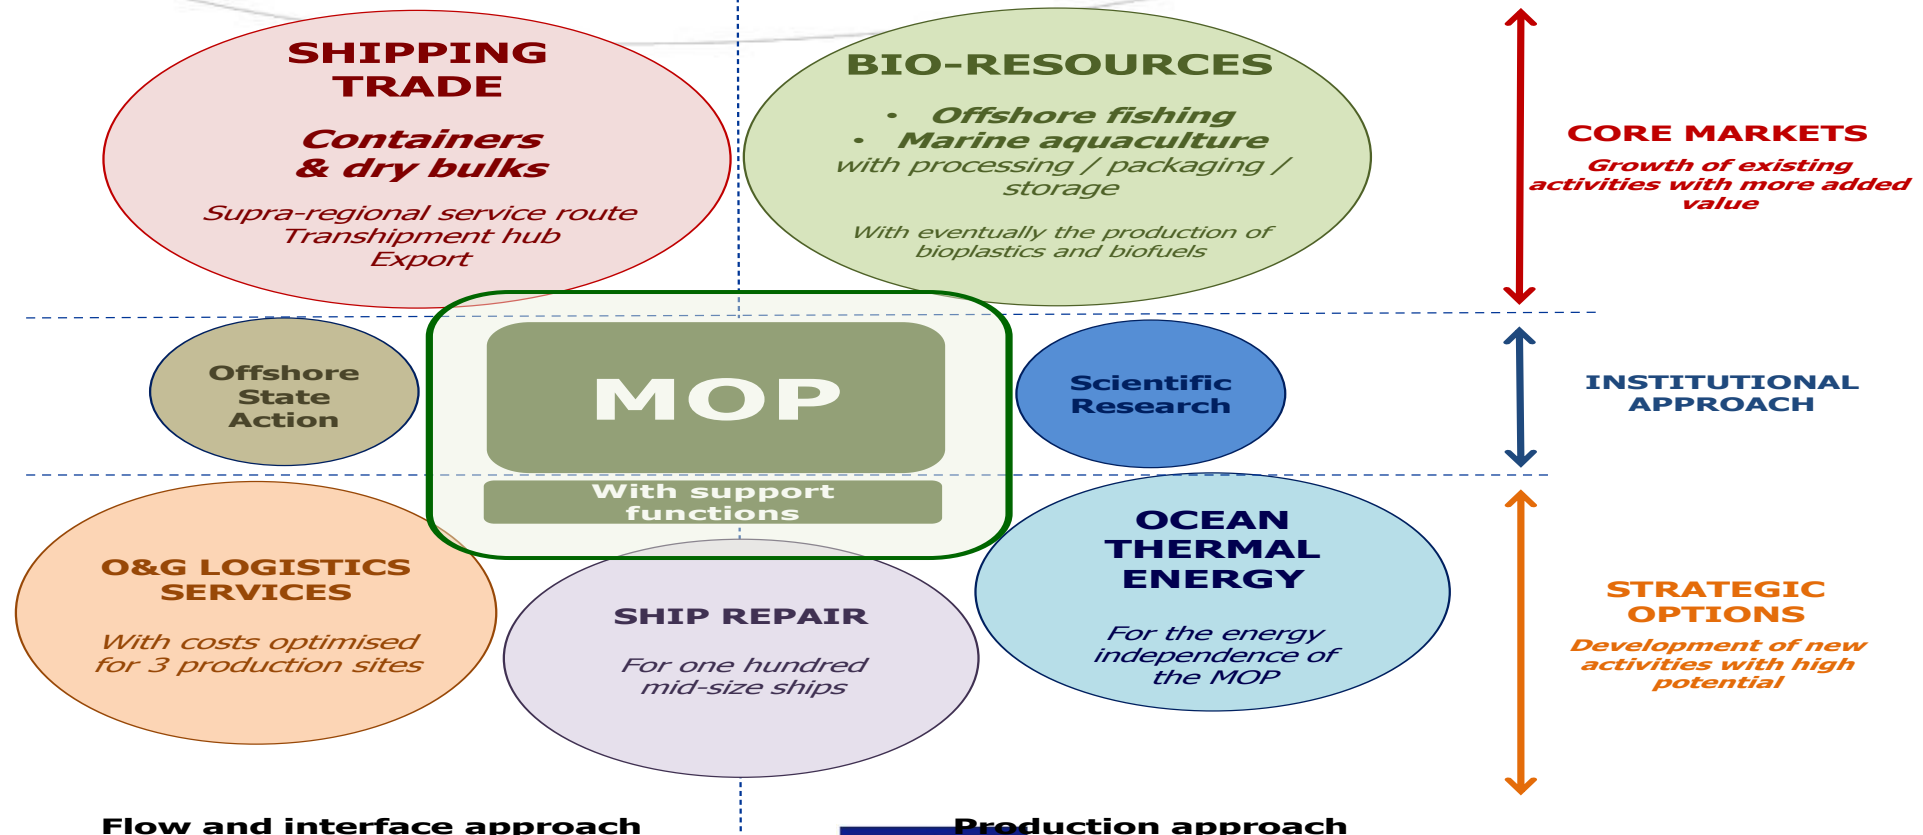 SHIPPING
TRADE
Containers
& dry bulks
Supra-regional service route
Transhipment hub
Export
BIO-RESOURCES
• Offshore fishing
• Marine aquaculture
with processing / packaging /
storage
With eventually the production of
bioplastics and biofuels
CORE MARKETS
Growth of existing
activities with more added
value
Offshore
State
Action
MOP
With support
functions
Scientific
Research
INSTITUTIONAL
APPROACH
O&G LOGISTICS
SERVICES
With costs optimised
for 3 production sites
SHIP REPAIR
For one hundred
mid-size ships
OCEAN
THERMAL
ENERGY
For the energy
independence of
the MOP
STRATEGIC
OPTIONS
Development of new
activities with high
potential
Flow and interface approach
Production approach